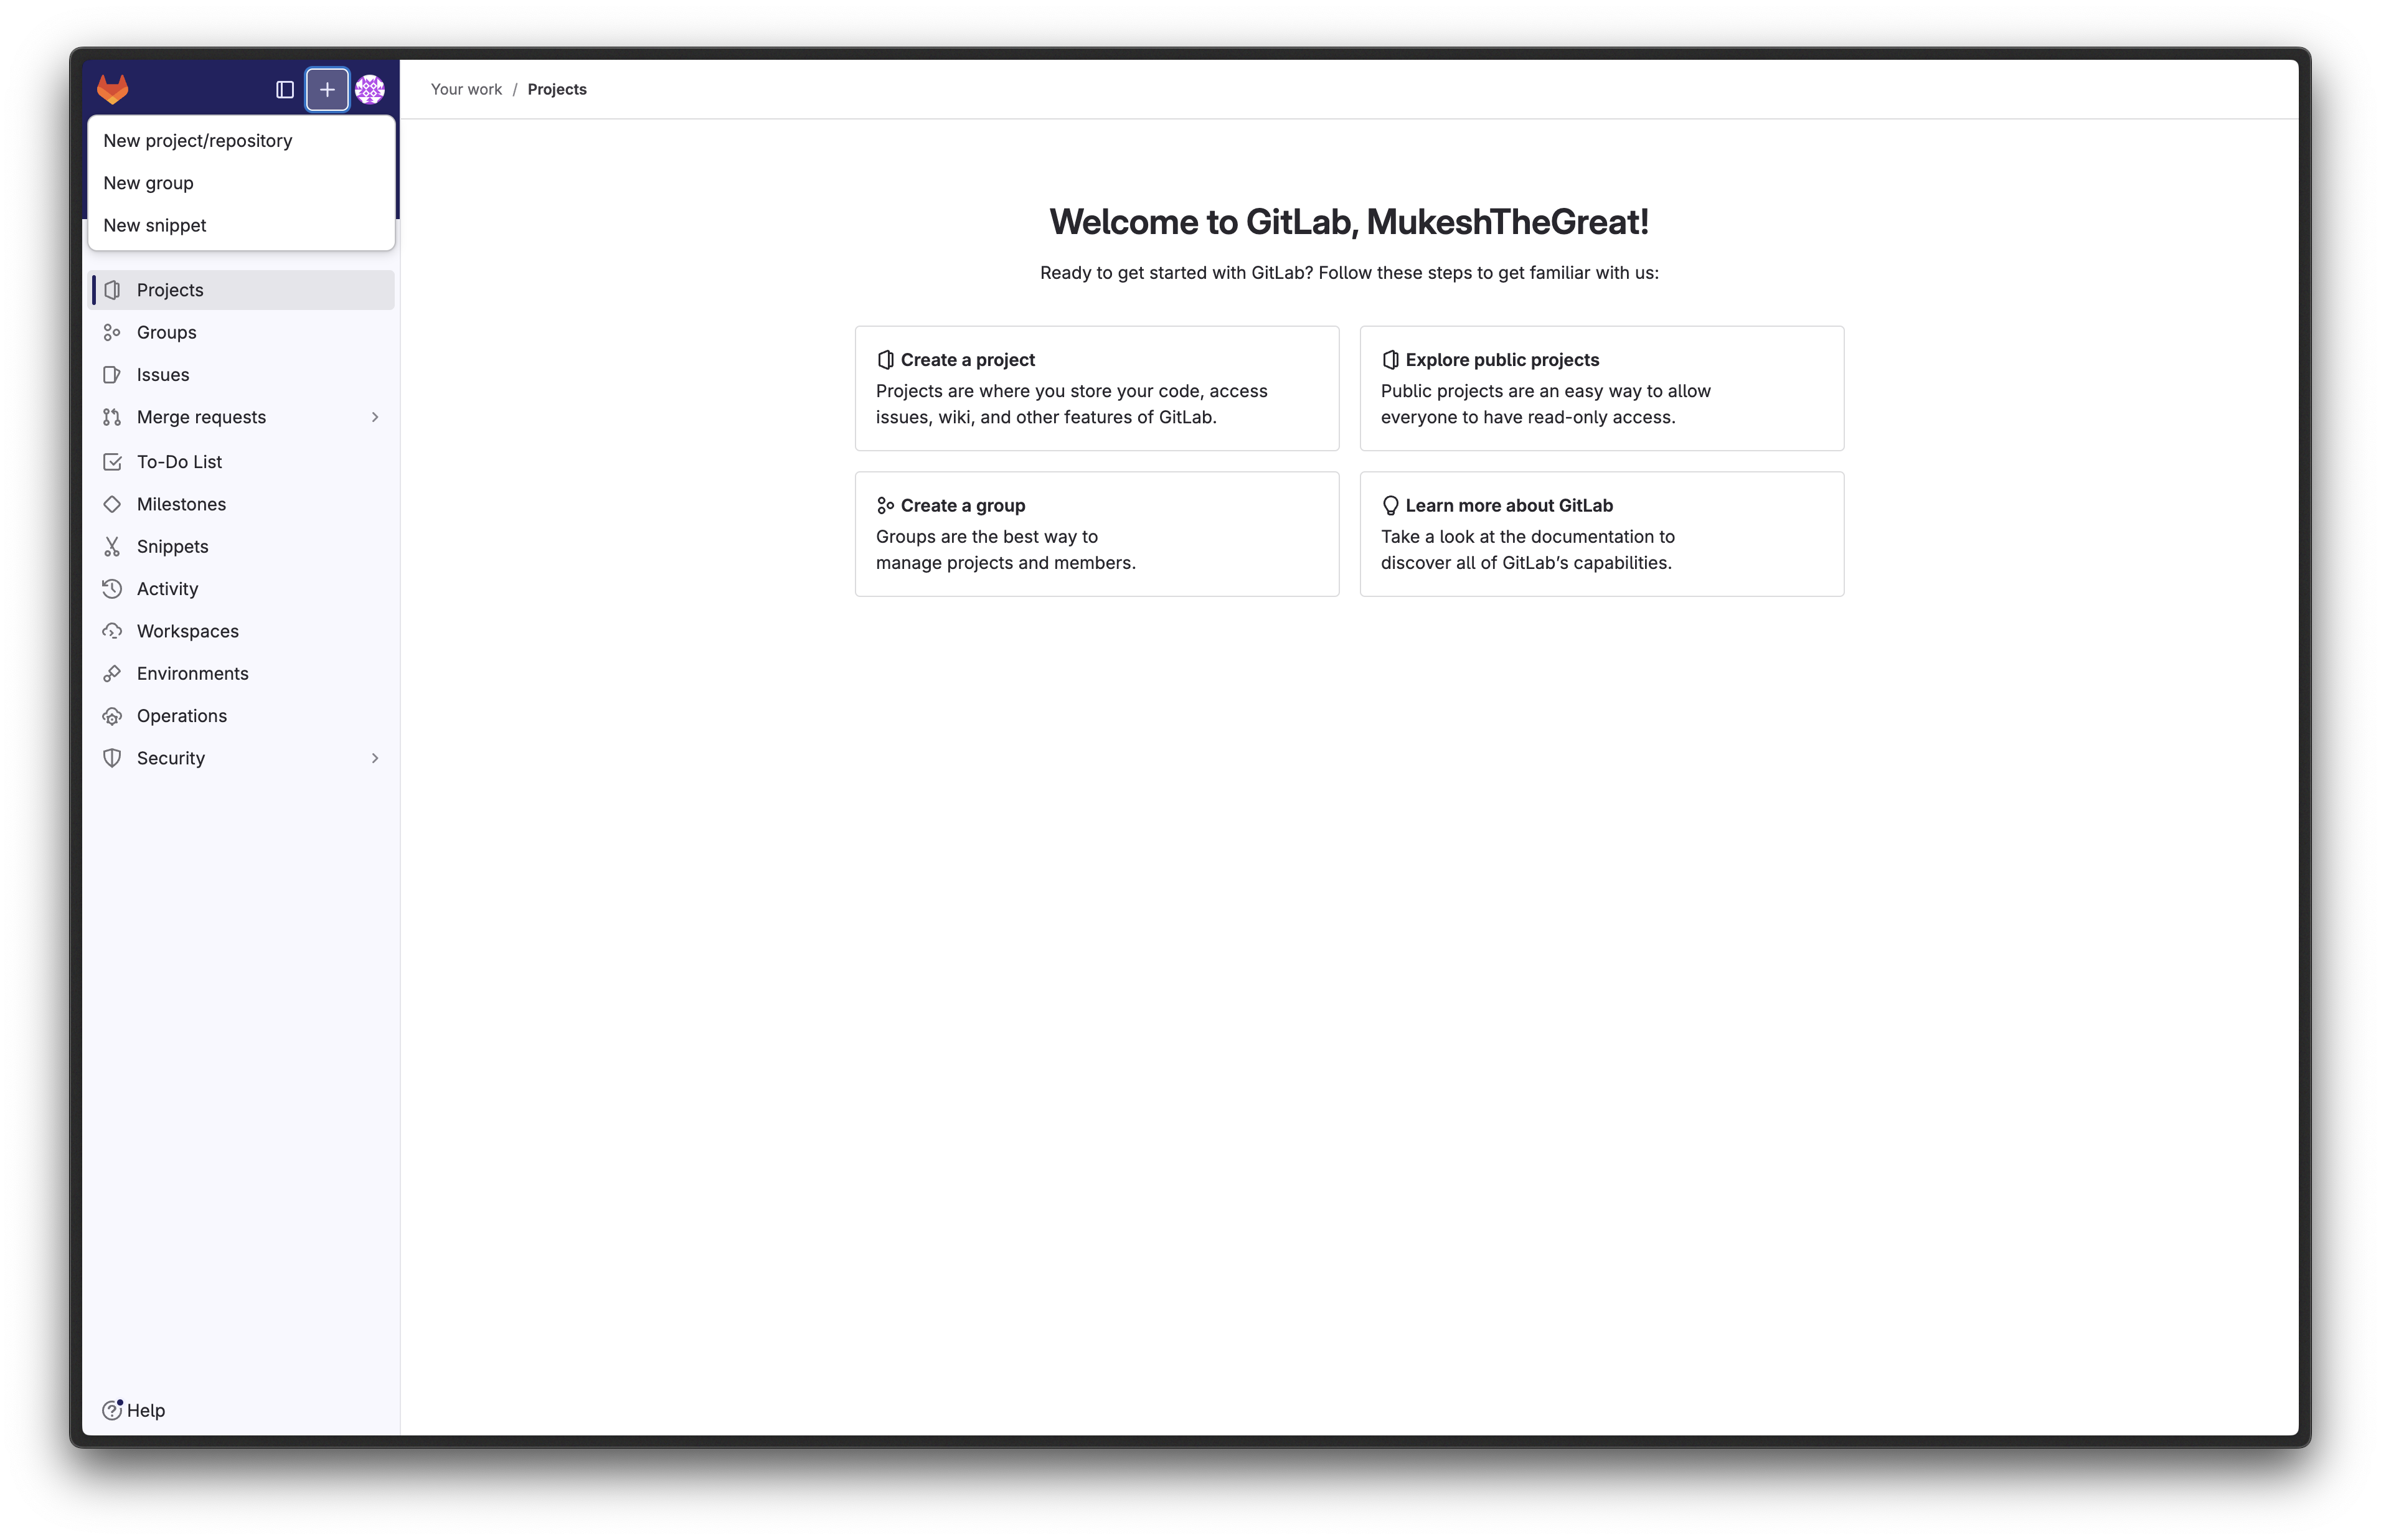 Your work / Projects
New project/repository
New group
New snippet
Projects
Groups
Issues
Merge requests
To-Do List
Milestones
Snippets
Activity
Workspaces
Environments
Operations
Security
Help
Welcome to GitLab, MukeshTheGreat!
Ready to get started with GitLab? Follow these steps to get familiar with us:
Create a project
Projects are where you store your code, access
issues, wiki, and other features of GitLab.
Explore public projects
Public projects are an easy way to allow
everyone to have read-only access.
Create a group
Groups are the best way to
manage projects and members.
Learn more about GitLab
Take a look at the documentation to
discover all of GitLab’s capabilities.